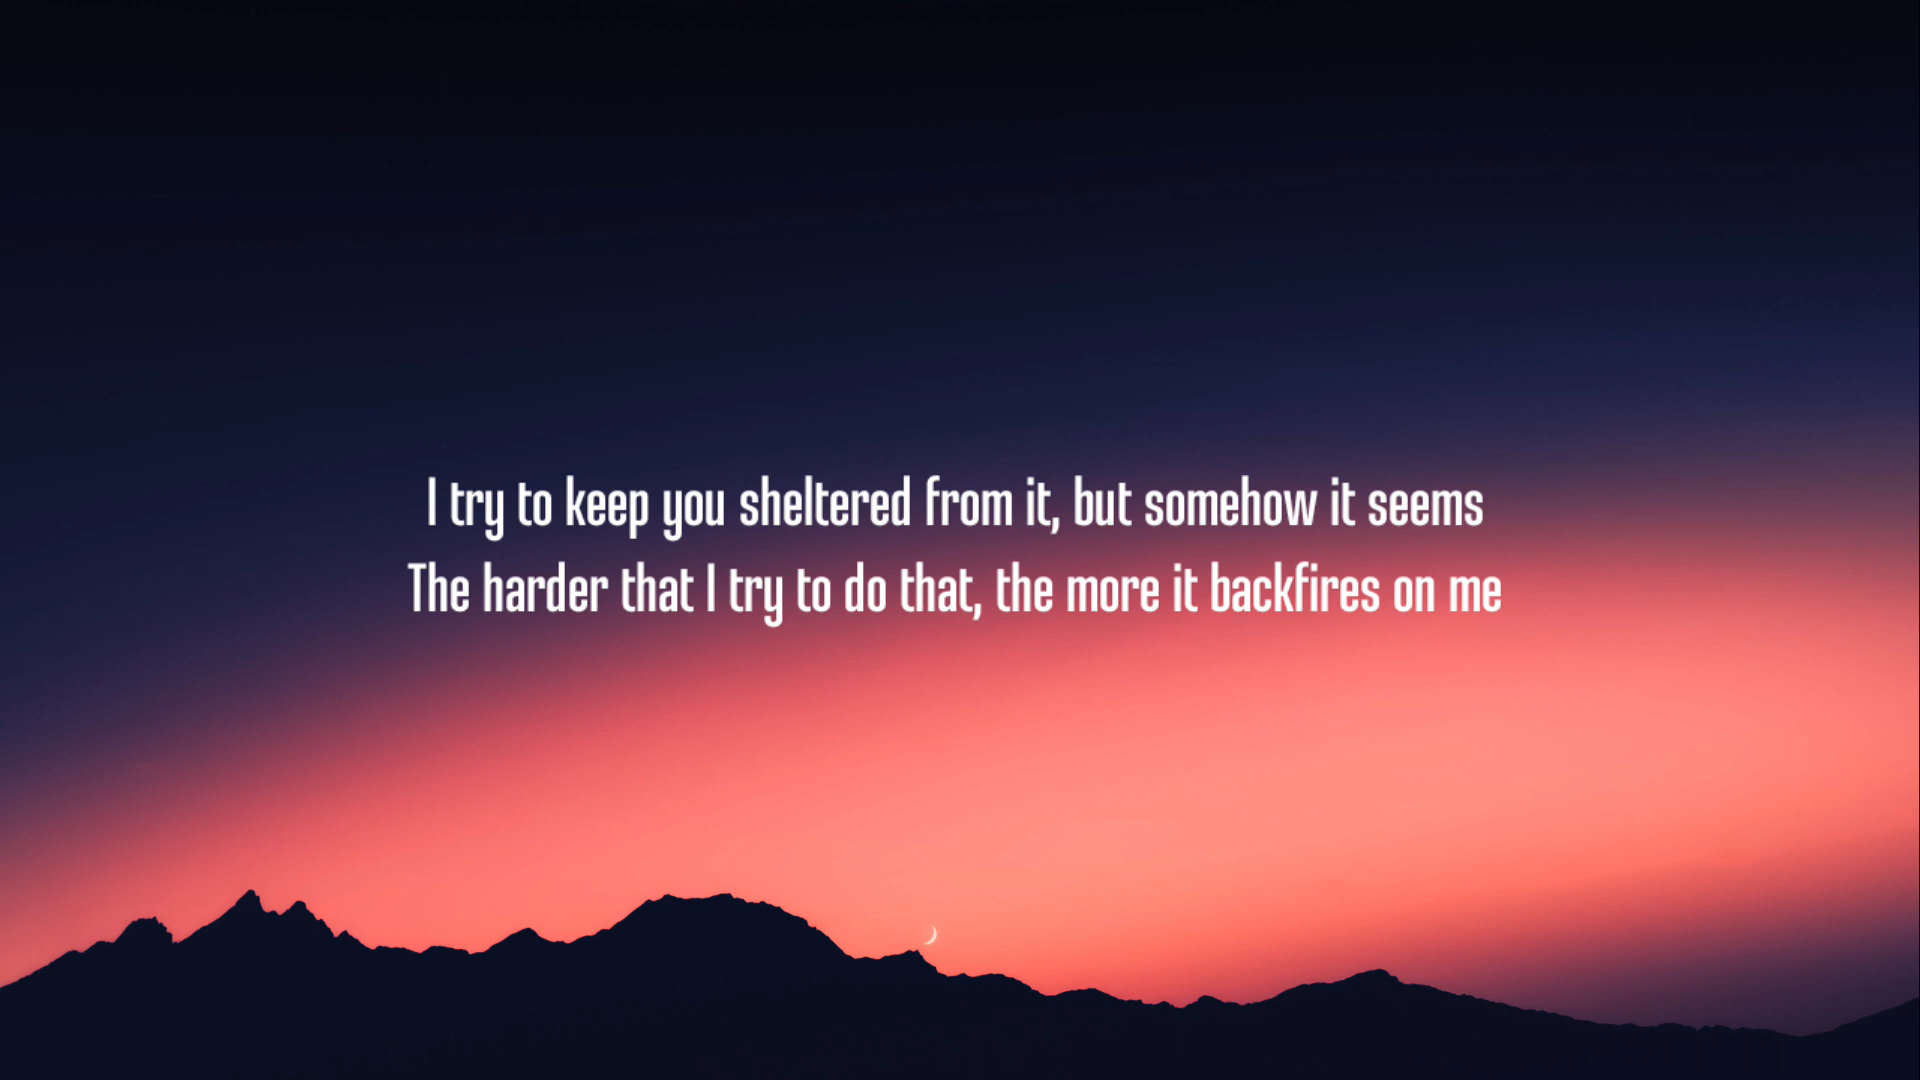 I try to keep you sheltered from it, but somehow it seems
The harder that I try to do that, the more it backfires on me